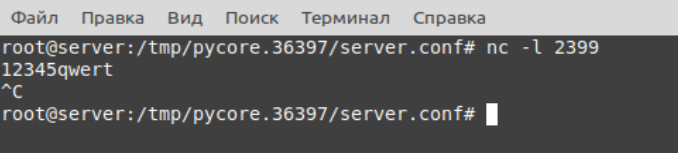 Файл Правка Вид Поиск Терминал Справка
root@server:/tmp/pycore.36397/server.conf# nc -l 2399
12345qwert
^C
root@server:/tmp/pycore.36397/server.conf#